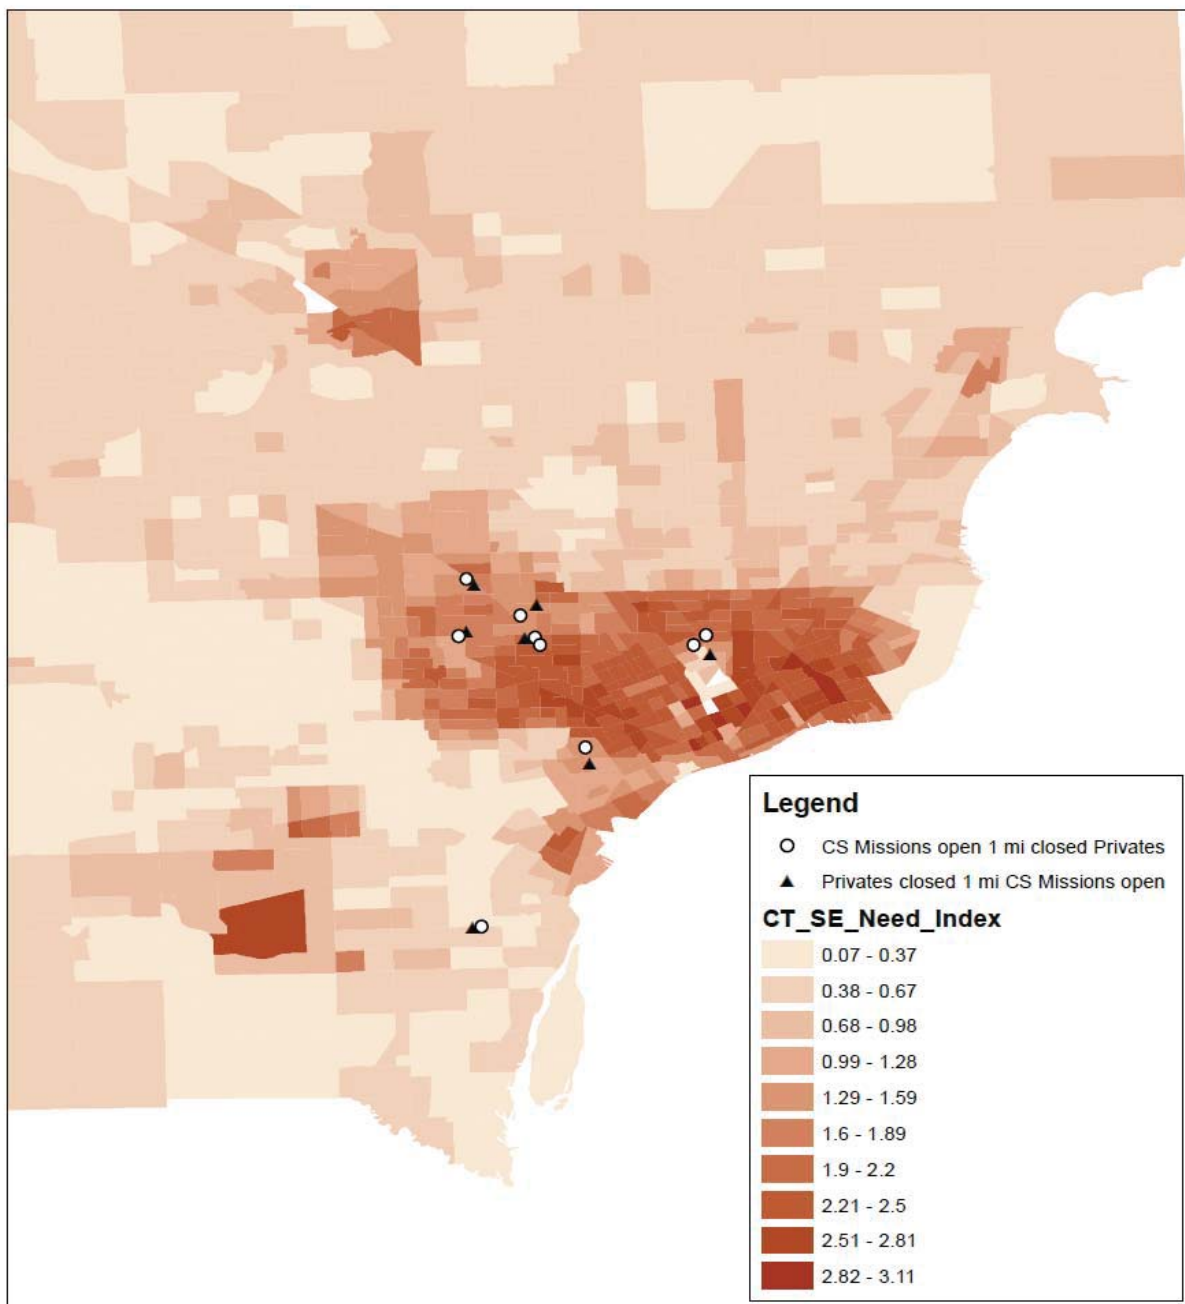 Legend
CS Missions open 1 mi closed Privates
Privates closed 1 mi CS Missions open
CT_SE_Need_Index
0.07 - 0.37
0.38 - 0.67
0.68 - 0.98
0.99 - 1.28
1.29 - 1.59
1.6 - 1.89
1.9 - 2.2
2.21 - 2.5
2.51 - 2.81
2.82 - 3.11